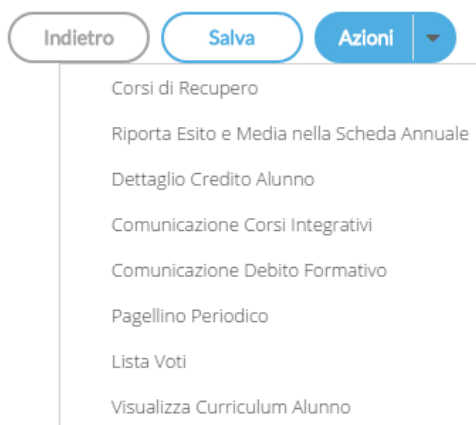 Indietro Salva Azioni
Corsi di Recupero
Riporta Esito e Media nella Scheda Annuale
Dettaglio Credito Alunno
Comunicazione Corsi Integrativi
Comunicazione Debito Formativo
Pagellino Periodico
Lista Voti
Visualizza Curriculum Alunno